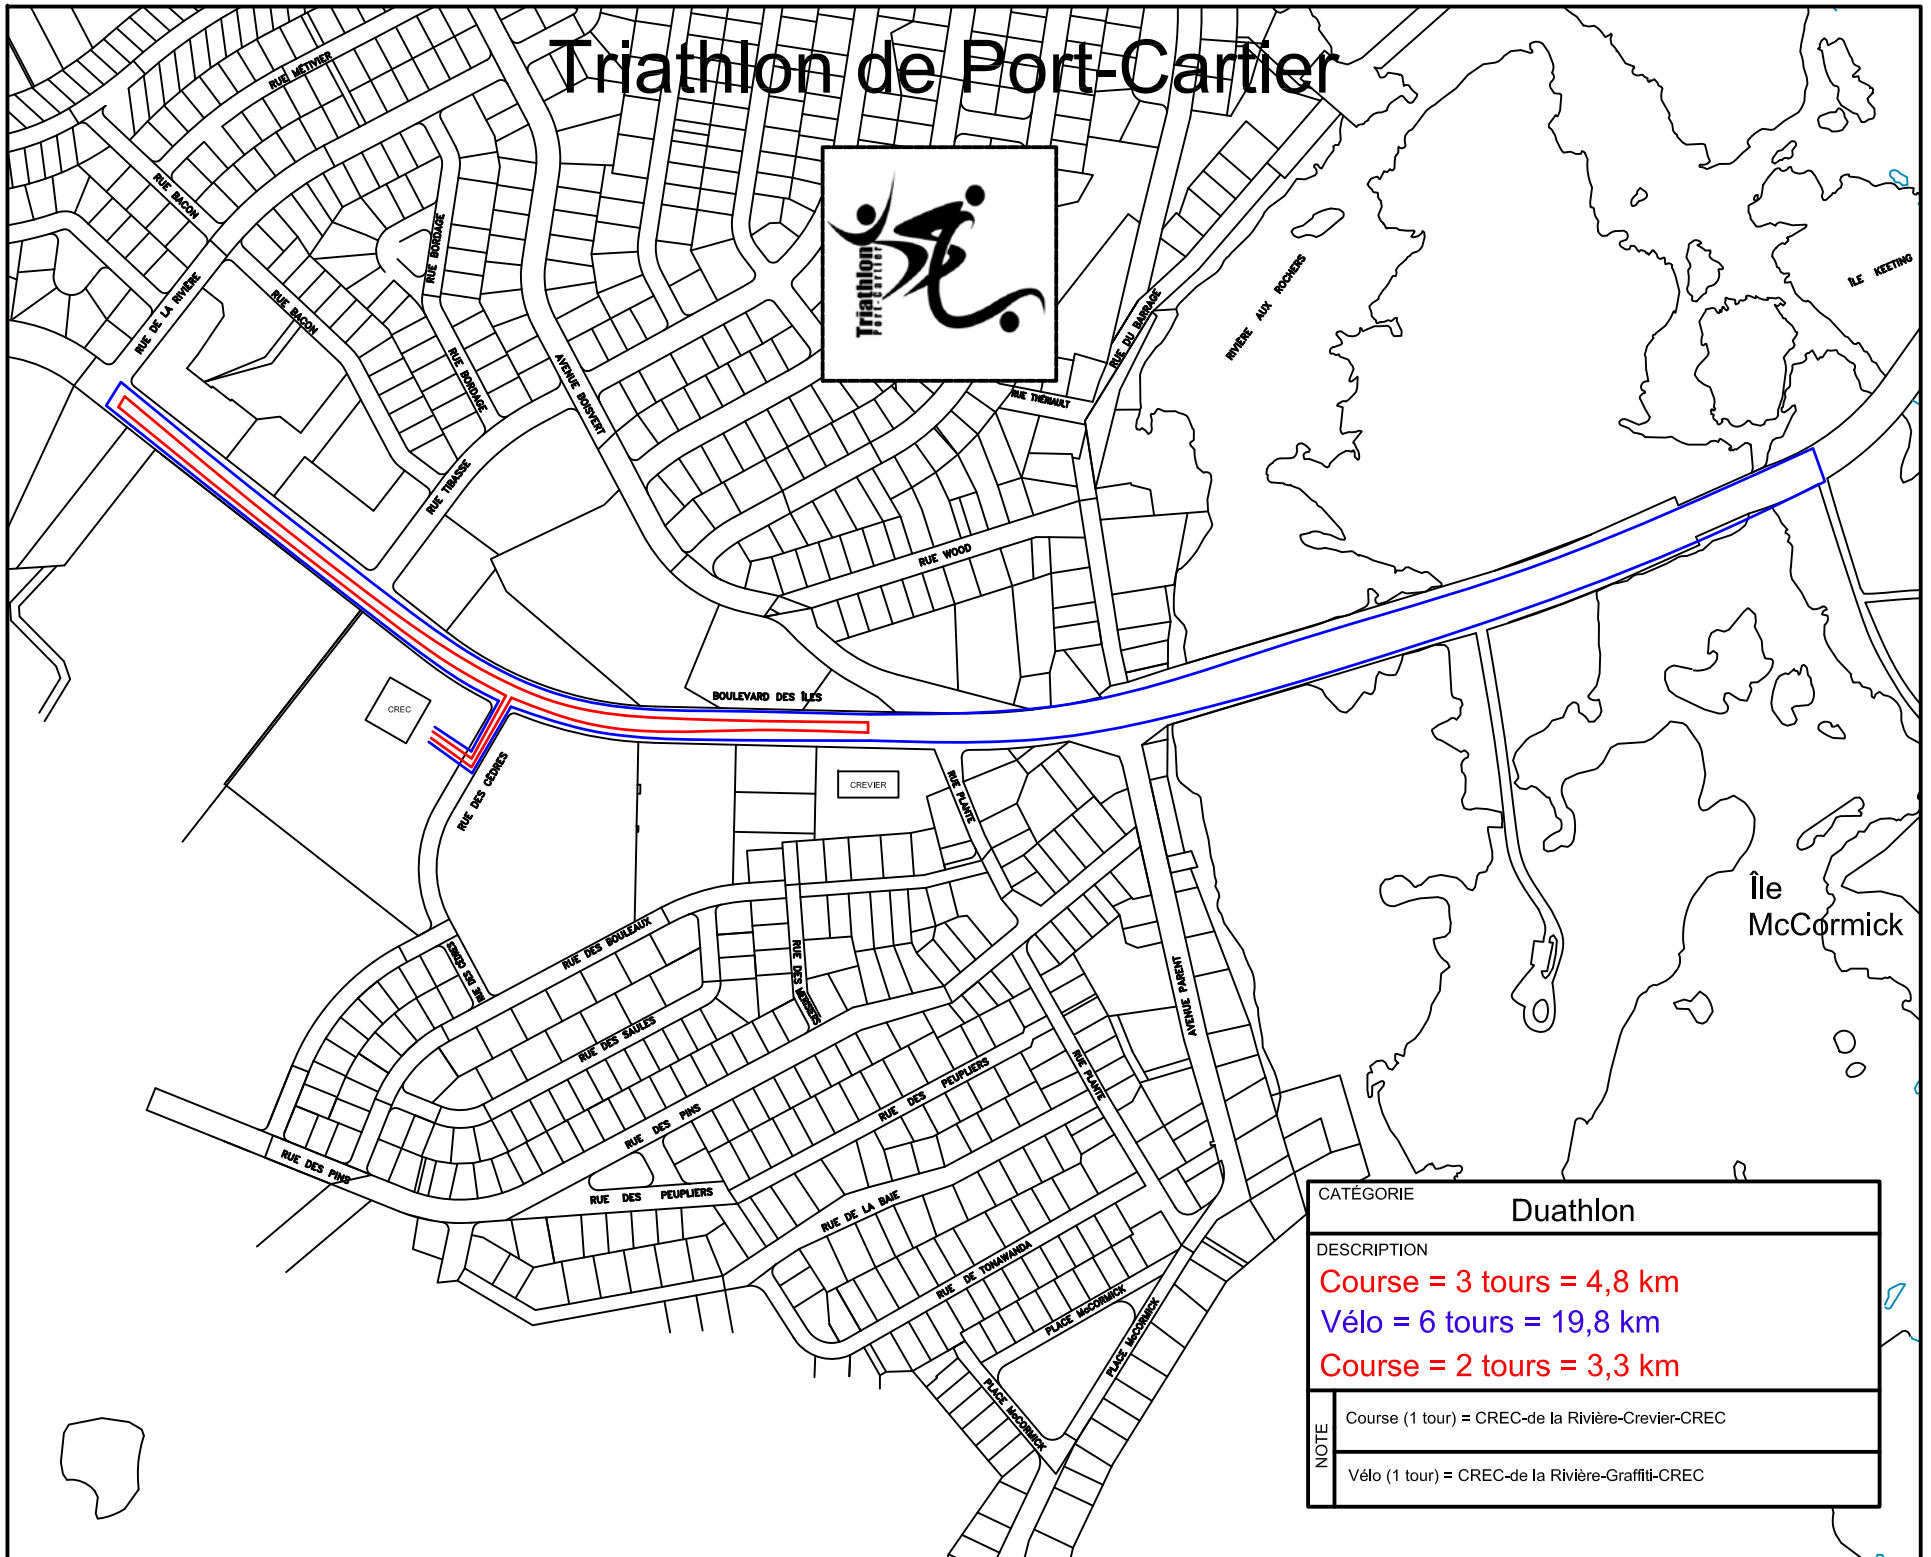 Triathlon de Port-Cartier
RUE MÉTIVIER
RUE BACON
RUE BORDAGE
RUE DE LA RIVIÈRE
RUE BACON
RUE BORDAGE
AVENUE BOISVERT
RUE TIBASSE
Triathlon
Port-Cartier
RUE DU BARRAGE
RUE THÉRIAULT
RIVIÈRE AUX ROCHERS
ÎLE KEETING
RUE WOOD
BOULEVARD DES ÎLES
CREC
CREVIER
RUE DES CÈDRES
RUE PLANTE
RUE DES CÈDRES
RUE DES BOULEAUX
RUE DES MERISIERS
RUE DES SAULES
AVENUE PARENT
Île
McCormick
RUE DES PINS
RUE DES PEUPLIERS
RUE PLANTE
RUE DES PINS
RUE DES PEUPLIERS
RUE DE LA BAIE
RUE DE TONAWANDA
PLACE McCORMICK
PLACE McCORMICK
PLACE McCORMICK
CATÉGORIE
Duathlon
DESCRIPTION
Course = 3 tours = 4,8 km
Vélo = 6 tours = 19,8 km
Course = 2 tours = 3,3 km
NOTE
Course (1 tour) = CREC-de la Rivière-Crevier-CREC
Vélo (1 tour) = CREC-de la Rivière-Graffiti-CREC